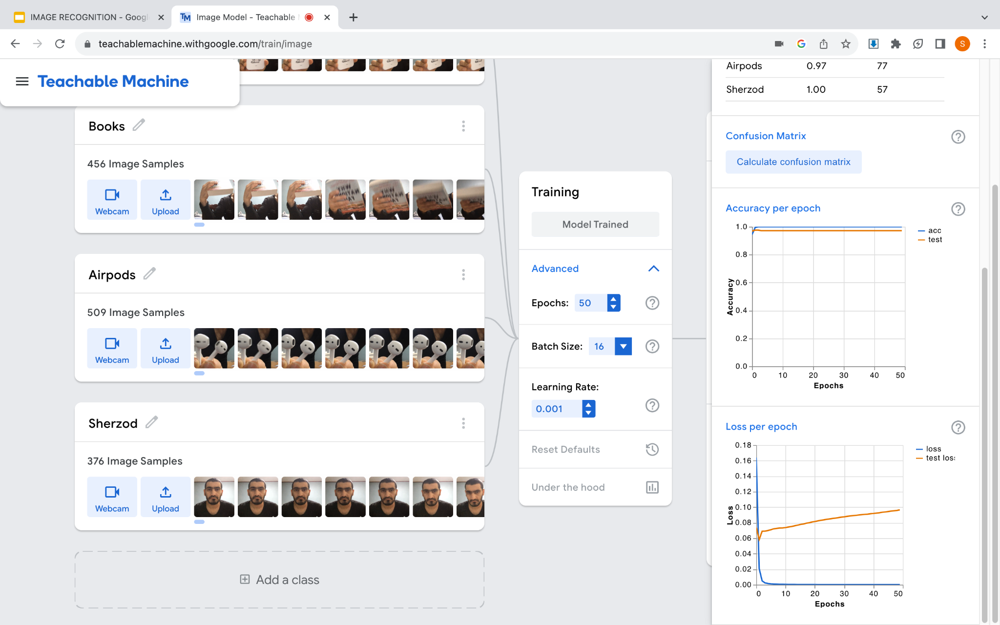 IMAGE RECOGNITION - Googl
Image Model - Teachable
teachablemachine.withgoogle.com/train/image
S
Teachable Machine
Books
456 Image Samples
Webcam
Upload
Airpods
509 Image Samples
Webcam
Upload
Sherzod
376 Image Samples
Webcam
Upload
Add a class
Training
Model Trained
Advanced
Epochs: 50
Batch Size: 16
Learning Rate:
0.001
Reset Defaults
Under the hood
Airpods 0.97 77
Sherzod 1.00 57
Confusion Matrix
Calculate confusion matrix
Accuracy per epoch
1.0
0.8
0.6
0.4
0.2
0.0
Accuracy
0 10 20 30 40 50
Epochs
acc
test
Loss per epoch
0.18
0.16
0.14
0.12
0.10
0.08
0.06
0.04
0.02
0.00
Loss
0 10 20 30 40 50
Epochs
loss
test loss